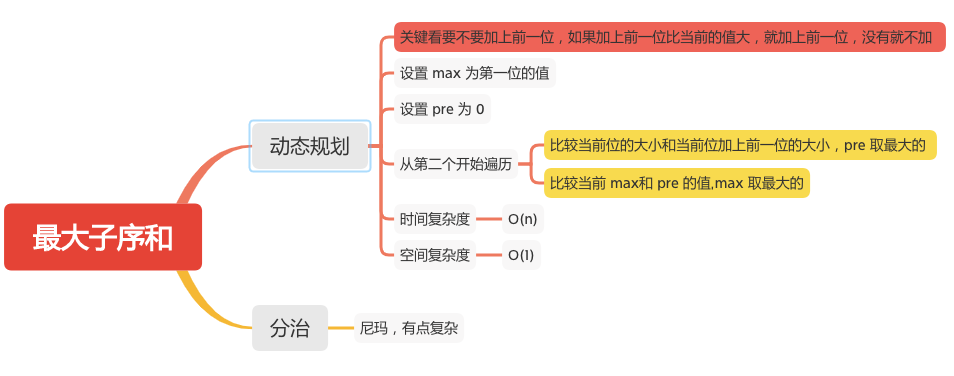 最大子序和
动态规划
关键看要不要加上前一位，如果加上前一位比当前的值大，就加上前一位，没有就不加
设置 max 为第一位的值
设置 pre 为 0
从第二个开始遍历
比较当前位的大小和当前位加上前一位的大小，pre 取最大的
比较当前 max和 pre 的值,max 取最大的
时间复杂度
O(n)
空间复杂度
O(1)
分治
尼玛，有点复杂